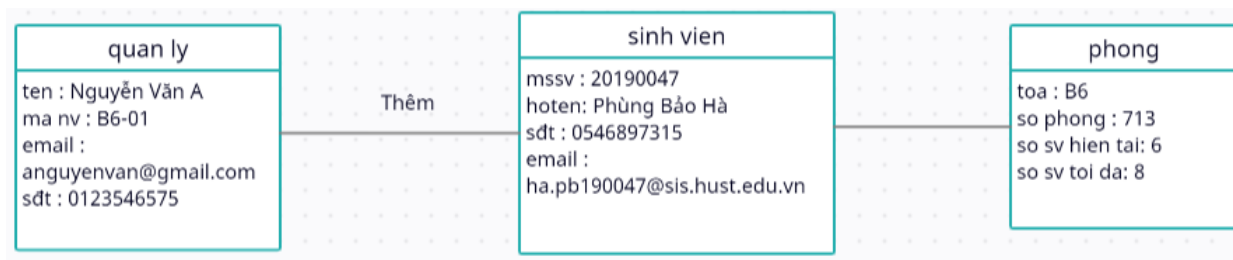 quan ly
ten : Nguyễn Văn A
ma nv : B6-01
email :
anguyenvan@gmail.com
sđt : 0123546575
Thêm
sinh vien
mssv : 20190047
hoten: Phùng Bảo Hà
sđt : 0546897315
email :
ha.pb190047@sis.hust.edu.vn
phong
toa : B6
so phong : 713
so sv hien tai: 6
so sv toi da: 8